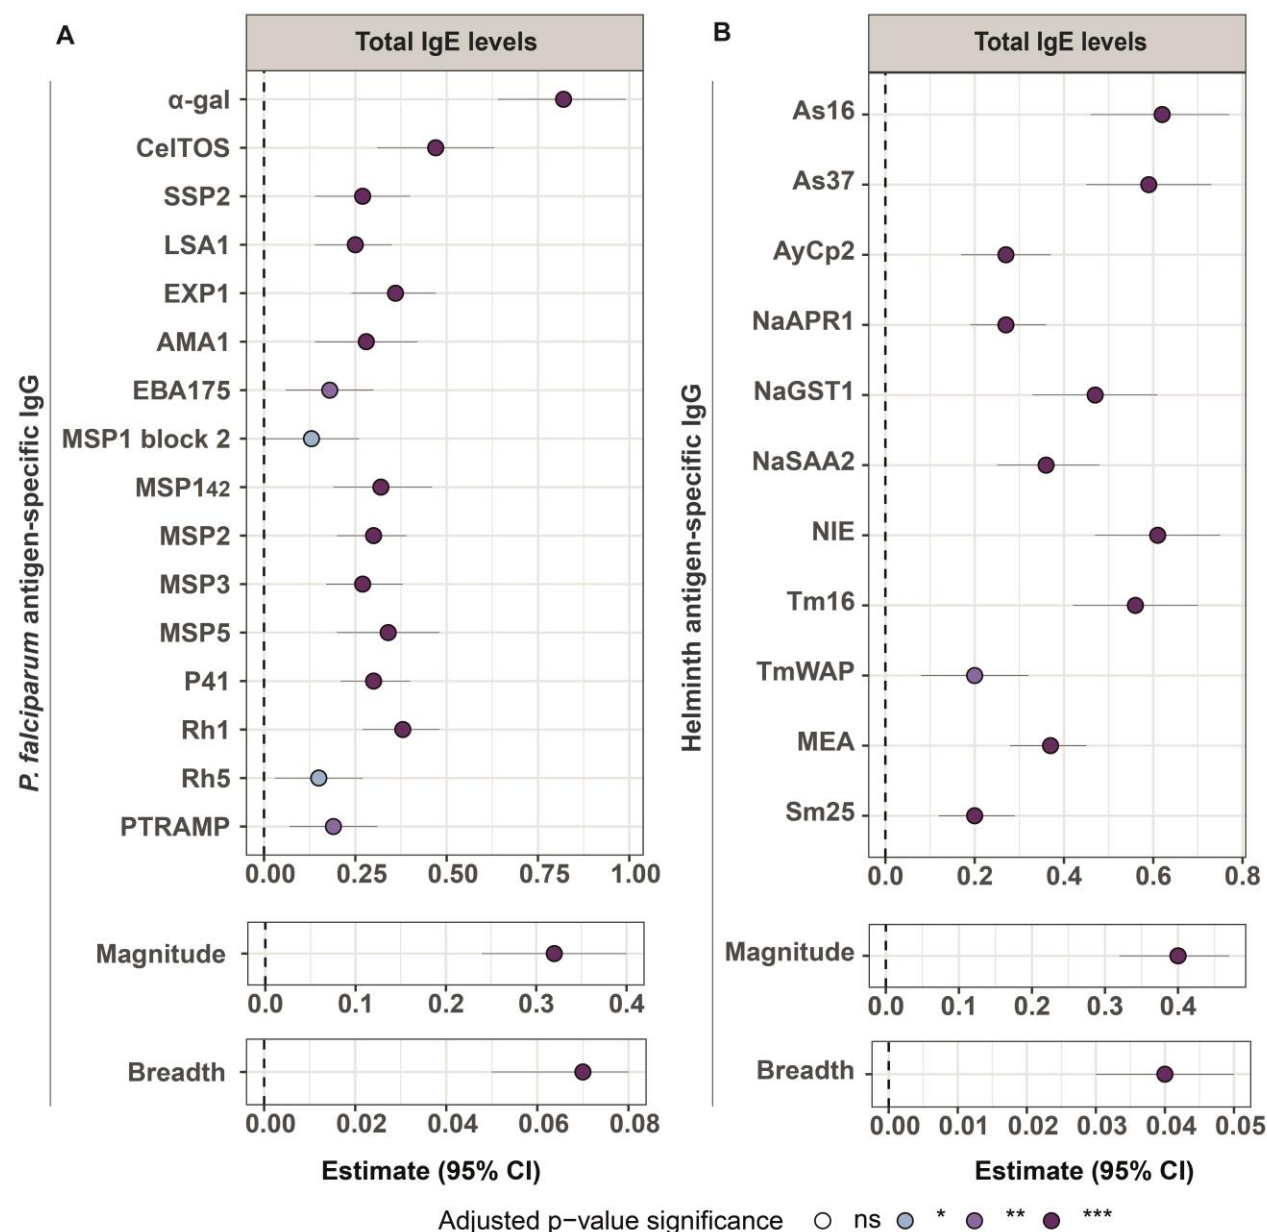 A
Total IgE levels
P. falciparum antigen-specific IgG
α-gal
CelTOS
SSP2
LSA1
EXP1
AMA1
EBA175
MSP1 block 2
MSP142
MSP2
MSP3
MSP5
P41
Rh1
Rh5
PTRAMP
0.00 0.25 0.50 0.75 1.00
Magnitude
0.0 0.1 0.2 0.3 0.4
Breadth
0.00 0.02 0.04 0.06 0.08
Estimate (95% CI)
B
Total IgE levels
Helminth antigen-specific IgG
As16
As37
AyCp2
NaAPR1
NaGST1
NaSAA2
NIE
Tm16
TmWAP
MEA
Sm25
0.0 0.2 0.4 0.6 0.8
Magnitude
0.0 0.1 0.2 0.3 0.4
Breadth
0.00 0.01 0.02 0.03 0.04 0.05
Estimate (95% CI)
Adjusted p−value significance ns * ** ***